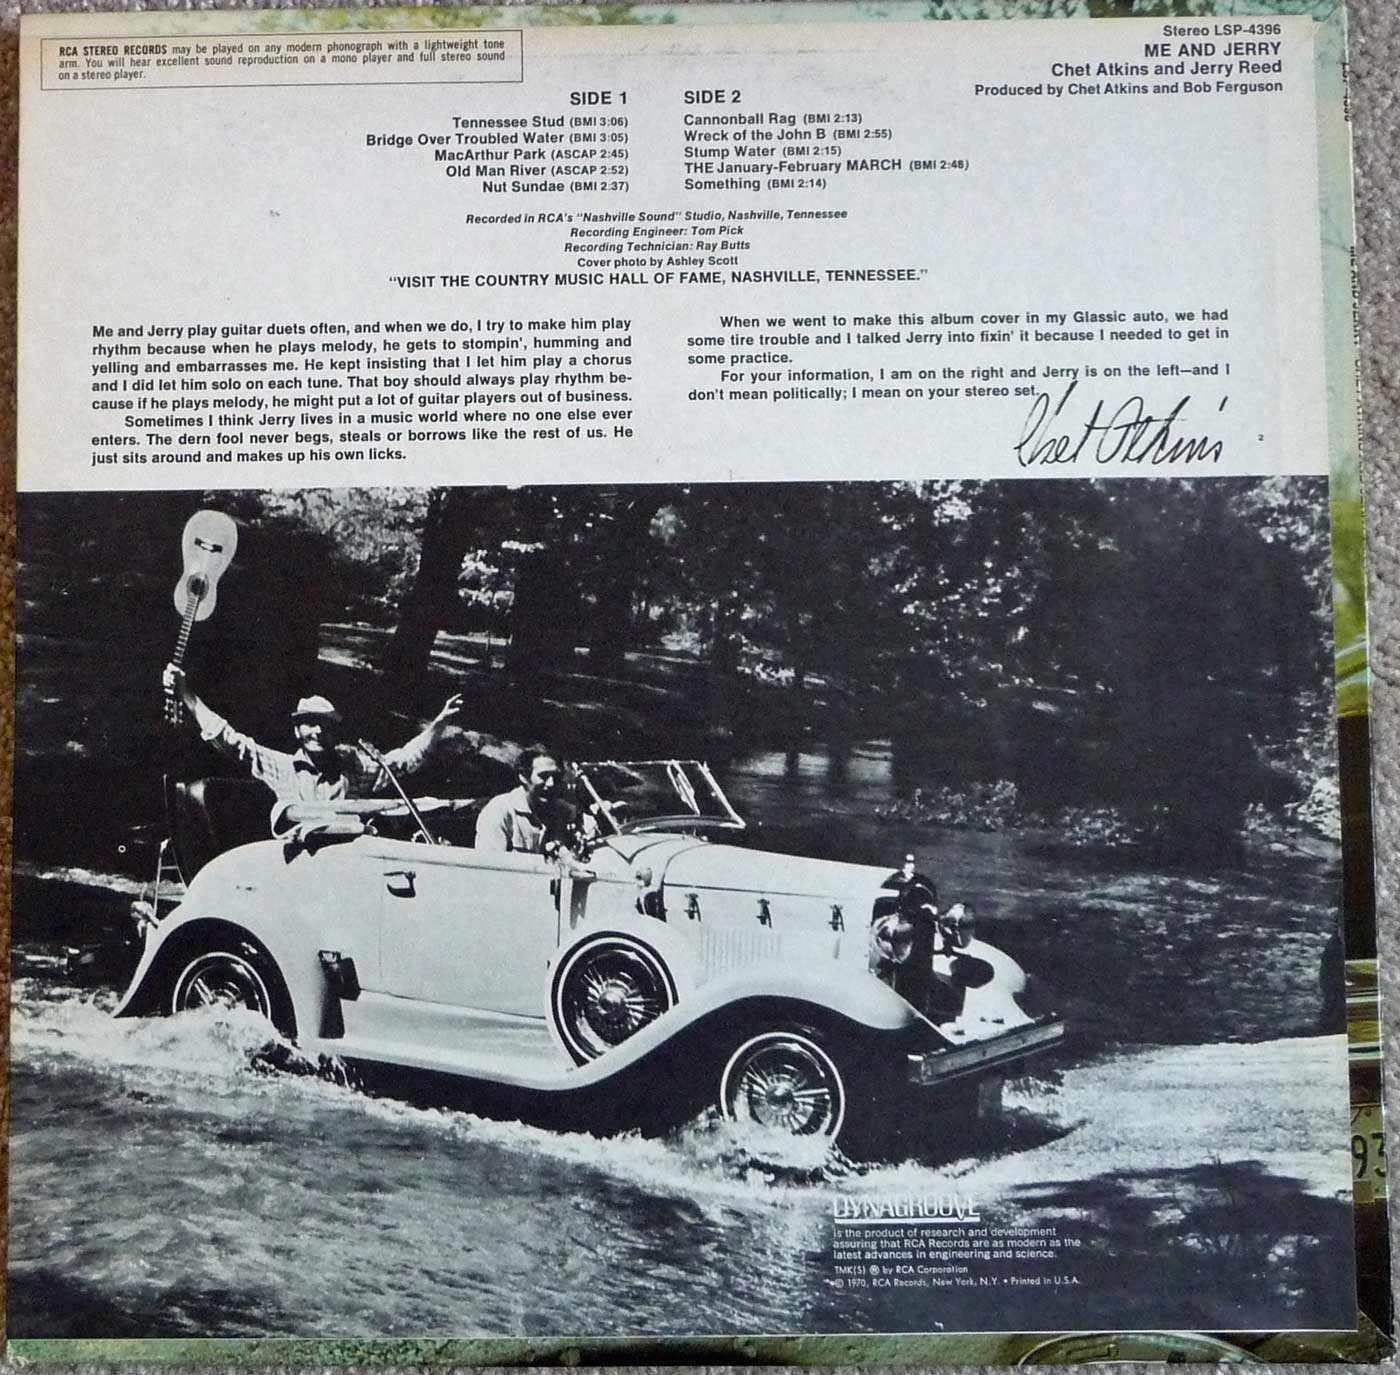 RCA STEREO RECORDS may be played on any modern phonograph with a lightweight tone
arm. You will hear excellent sound reproduction on a mono player and full stereo sound
on a stereo player.
Stereo LSP-4396
ME AND JERRY
Chet Atkins and Jerry Reed
Produced by Chet Atkins and Bob Ferguson
SIDE 1
Tennessee Stud (BMI 3:06)
Bridge Over Troubled Water (BMI 3:05)
MacArthur Park (ASCAP 2:45)
Old Man River (ASCAP 2:52)
Nut Sundae (BMI 2:37)
SIDE 2
Cannonball Rag (BMI 2:13)
Wreck of the John B (BMI 2:55)
Stump Water (BMI 2:15)
THE January-February MARCH (BMI 2:48)
Something (BMI 2:14)
Recorded in RCA's "Nashville Sound" Studio, Nashville, Tennessee
Recording Engineer: Tom Pick
Recording Technician: Ray Butts
Cover photo by Ashley Scott
"VISIT THE COUNTRY MUSIC HALL OF FAME, NASHVILLE, TENNESSEE."
Me and Jerry play guitar duets often, and when we do, I try to make him play
rhythm because when he plays melody, he gets to stompin', humming and
yelling and embarrasses me. He kept insisting that I let him play a chorus
and I did let him solo on each tune. That boy should always play rhythm be-
cause if he plays melody, he might put a lot of guitar players out of business.
Sometimes I think Jerry lives in a music world where no one else ever
enters. The dern fool never begs, steals or borrows like the rest of us. He
just sits around and makes up his own licks.
When we went to make this album cover in my Glassic auto, we had
some tire trouble and I talked Jerry into fixin' it because I needed to get in
some practice.
For your information, I am on the right and Jerry is on the left—and I
don't mean politically; I mean on your stereo set.
Chet Atkins
2
DYNAGROOVE
is the product of research and development
assuring that RCA Records are as modern as the
latest advances in engineering and science.
TMK(S) ® by RCA Corporation
© 1970, RCA Records, New York, N.Y. • Printed in U.S.A.
93